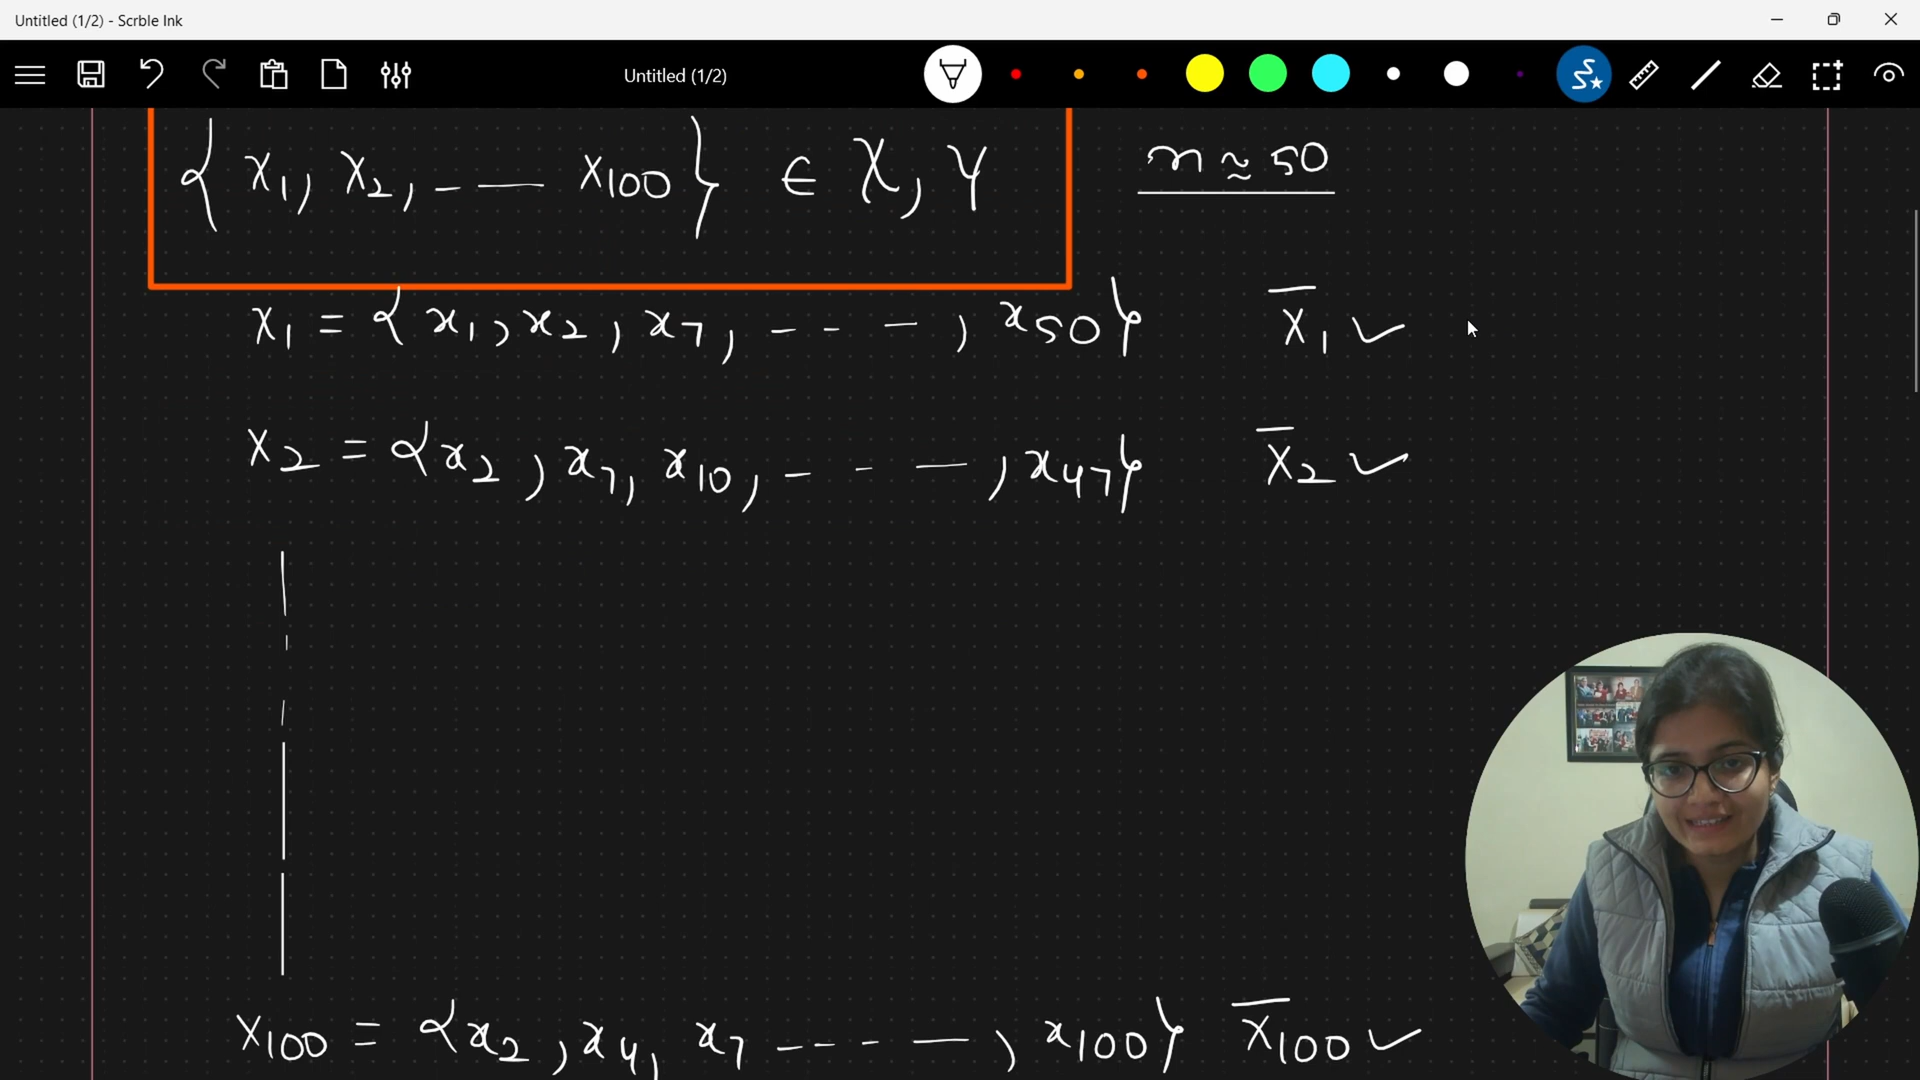 Untitled (1/2) - Scrble Ink
Untitled (1/2)
{ X₁, X₂, - — X₁₀₀ } ∈ X, Y
n ≈ 50
X₁ = { x₁, x₂, x₇, - - - —, x₅₀ } X̄₁ ✓
X₂ = { x₂, x₇, x₁₀, - - - —, x₄₇ } X̄₂ ✓
X₁₀₀ = { x₂, x₄, x₇ - - - - —, x₁₀₀ } X̄₁₀₀ ✓